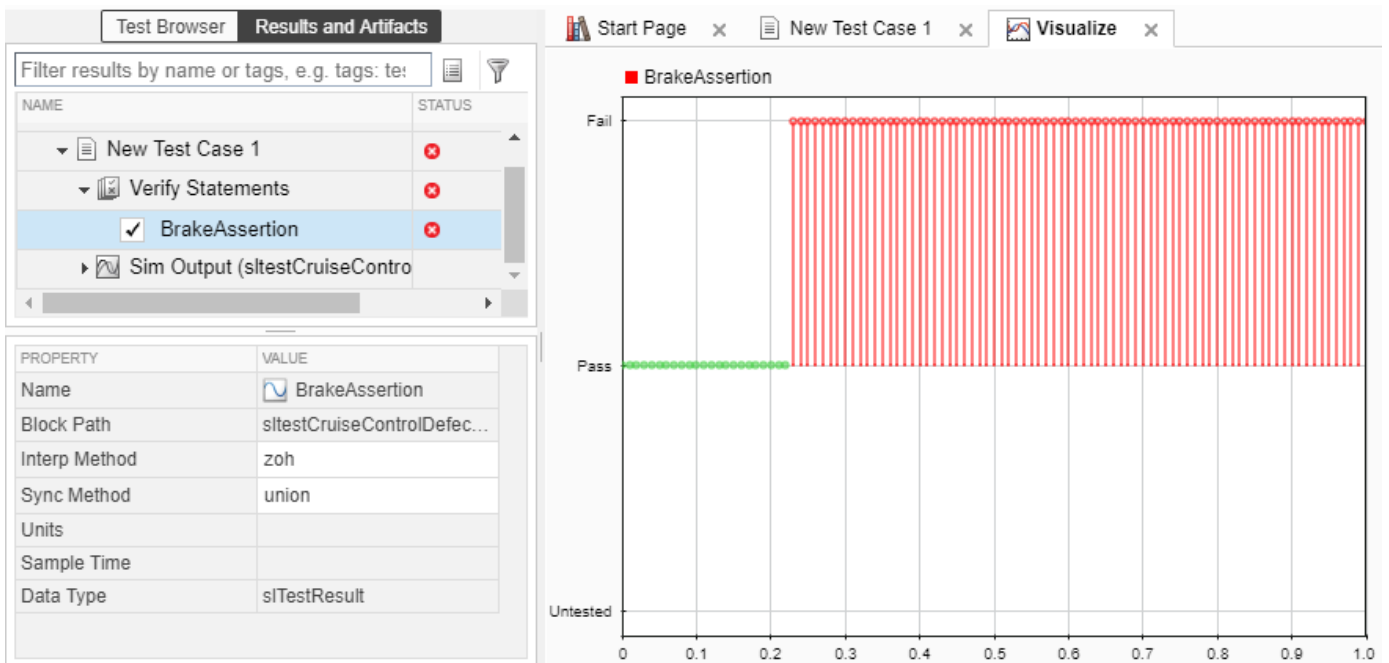 Test Browser
Results and Artifacts
Filter results by name or tags, e.g. tags: te
NAME STATUS
New Test Case 1
Verify Statements
BrakeAssertion
Sim Output (sltestCruiseContro
PROPERTY VALUE
Name BrakeAssertion
Block Path sltestCruiseControlDefec...
Interp Method zoh
Sync Method union
Units
Sample Time
Data Type slTestResult
Start Page
New Test Case 1
Visualize
BrakeAssertion
Fail
Pass
Untested
0 0.1 0.2 0.3 0.4 0.5 0.6 0.7 0.8 0.9 1.0